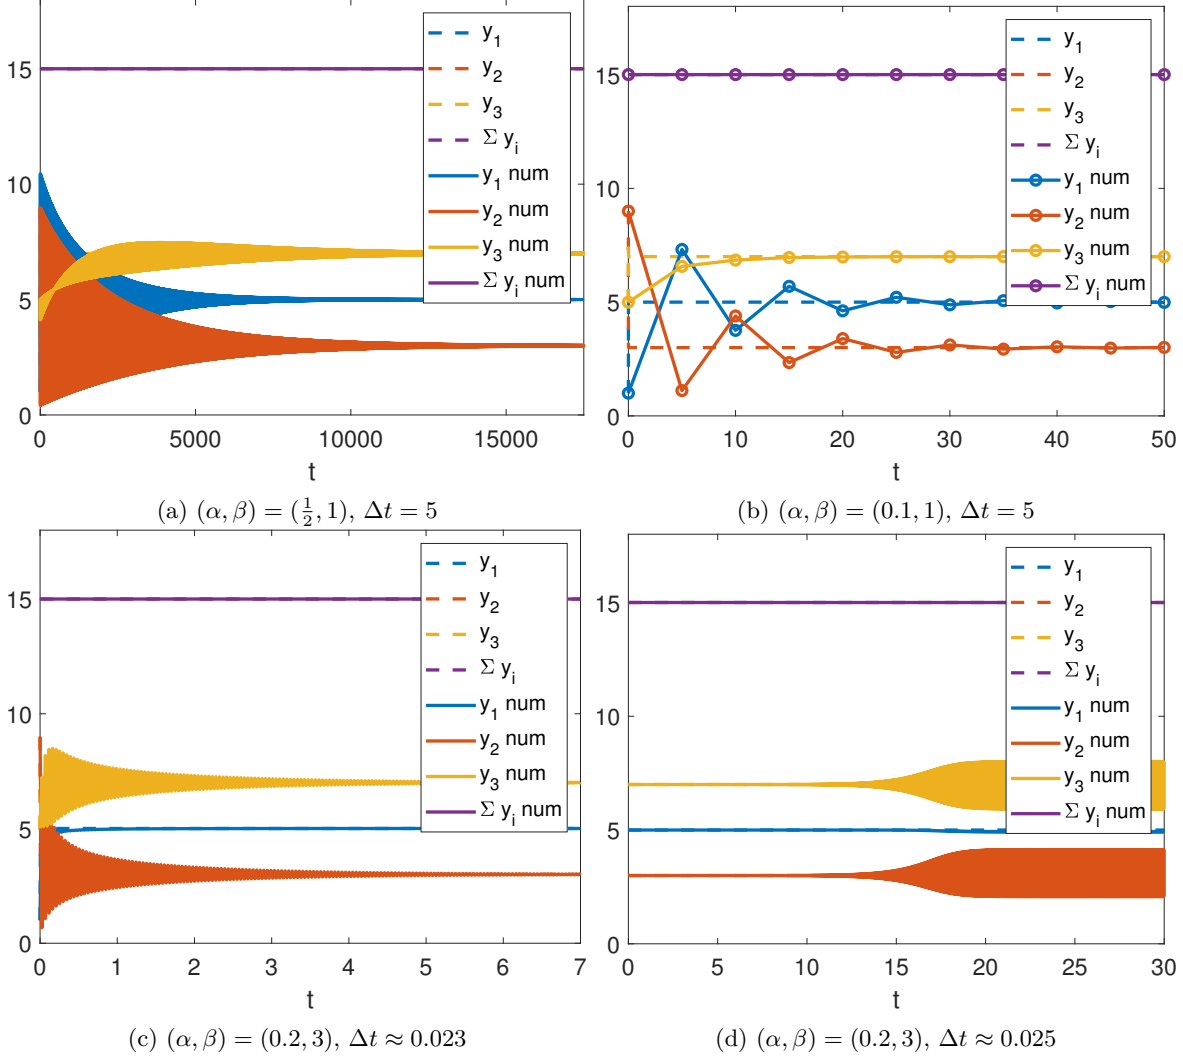 15
10
5
0
0
5000
10000
15000
t
y1
y2
y3
Σ yi
y1 num
y2 num
y3 num
Σ yi num
(a) (α, β) = (1/2, 1), Δt = 5
15
10
5
0
0
10
20
30
40
50
t
y1
y2
y3
Σ yi
y1 num
y2 num
y3 num
Σ yi num
(b) (α, β) = (0.1, 1), Δt = 5
15
10
5
0
0
1
2
3
4
5
6
7
t
y1
y2
y3
Σ yi
y1 num
y2 num
y3 num
Σ yi num
(c) (α, β) = (0.2, 3), Δt ≈ 0.023
15
10
5
0
0
5
10
15
20
25
30
t
y1
y2
y3
Σ yi
y1 num
y2 num
y3 num
Σ yi num
(d) (α, β) = (0.2, 3), Δt ≈ 0.025